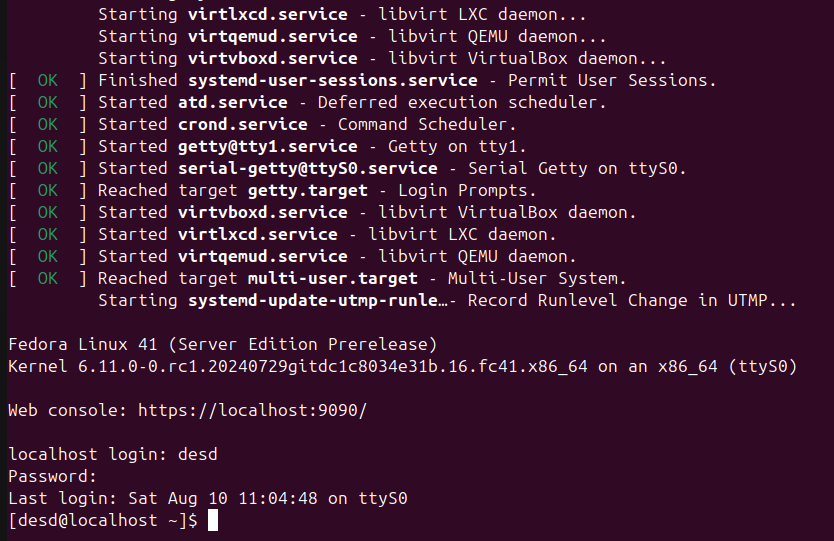 Starting virtlxcd.service - libvirt LXC daemon...
Starting virtqemud.service - libvirt QEMU daemon...
Starting virtvboxd.service - libvirt VirtualBox daemon...
[  OK  ] Finished systemd-user-sessions.service - Permit User Sessions.
[  OK  ] Started atd.service - Deferred execution scheduler.
[  OK  ] Started crond.service - Command Scheduler.
[  OK  ] Started getty@tty1.service - Getty on tty1.
[  OK  ] Started serial-getty@ttyS0.service - Serial Getty on ttyS0.
[  OK  ] Reached target getty.target - Login Prompts.
[  OK  ] Started virtvboxd.service - libvirt VirtualBox daemon.
[  OK  ] Started virtlxcd.service - libvirt LXC daemon.
[  OK  ] Started virtqemud.service - libvirt QEMU daemon.
[  OK  ] Reached target multi-user.target - Multi-User System.
Starting systemd-update-utmp-runle…- Record Runlevel Change in UTMP...
Fedora Linux 41 (Server Edition Prerelease)
Kernel 6.11.0-0.rc1.20240729gitdc1c8034e31b.16.fc41.x86_64 on an x86_64 (ttyS0)
Web console: https://localhost:9090/
localhost login: desd
Password:
Last login: Sat Aug 10 11:04:48 on ttyS0
[desd@localhost ~]$